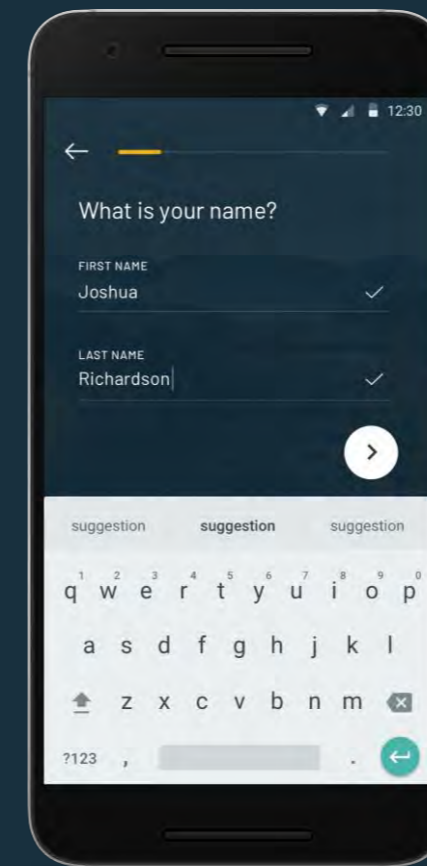 12:30
What is your name?
FIRST NAME
Joshua
LAST NAME
Richardson
suggestion suggestion suggestion
1 2 3 4 5 6 7 8 9 0
q w e r t y u i o p
a s d f g h j k l
z x c v b n m
?123 , .